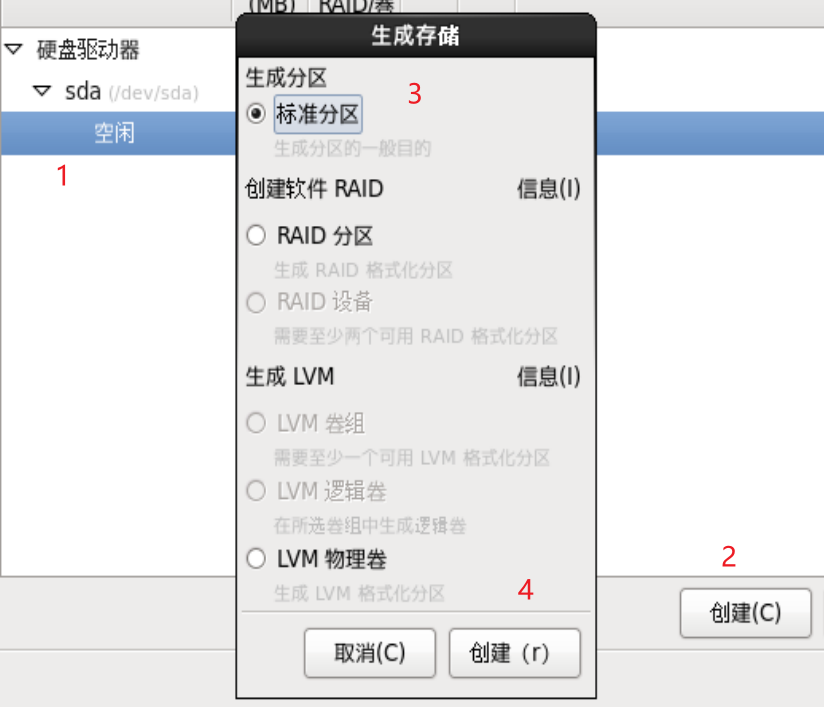 (MB) RAID/卷
硬盘驱动器
sda (/dev/sda)
空闲
1
生成存储
生成分区
3
标准分区
生成分区的一般目的
创建软件 RAID 信息(I)
RAID 分区
生成 RAID 格式化分区
RAID 设备
需要至少两个可用 RAID 格式化分区
生成 LVM 信息(I)
LVM 卷组
需要至少一个可用 LVM 格式化分区
LVM 逻辑卷
在所选卷组中生成逻辑卷
LVM 物理卷
生成 LVM 格式化分区
4
取消(C) 创建（r）
2
创建(C)